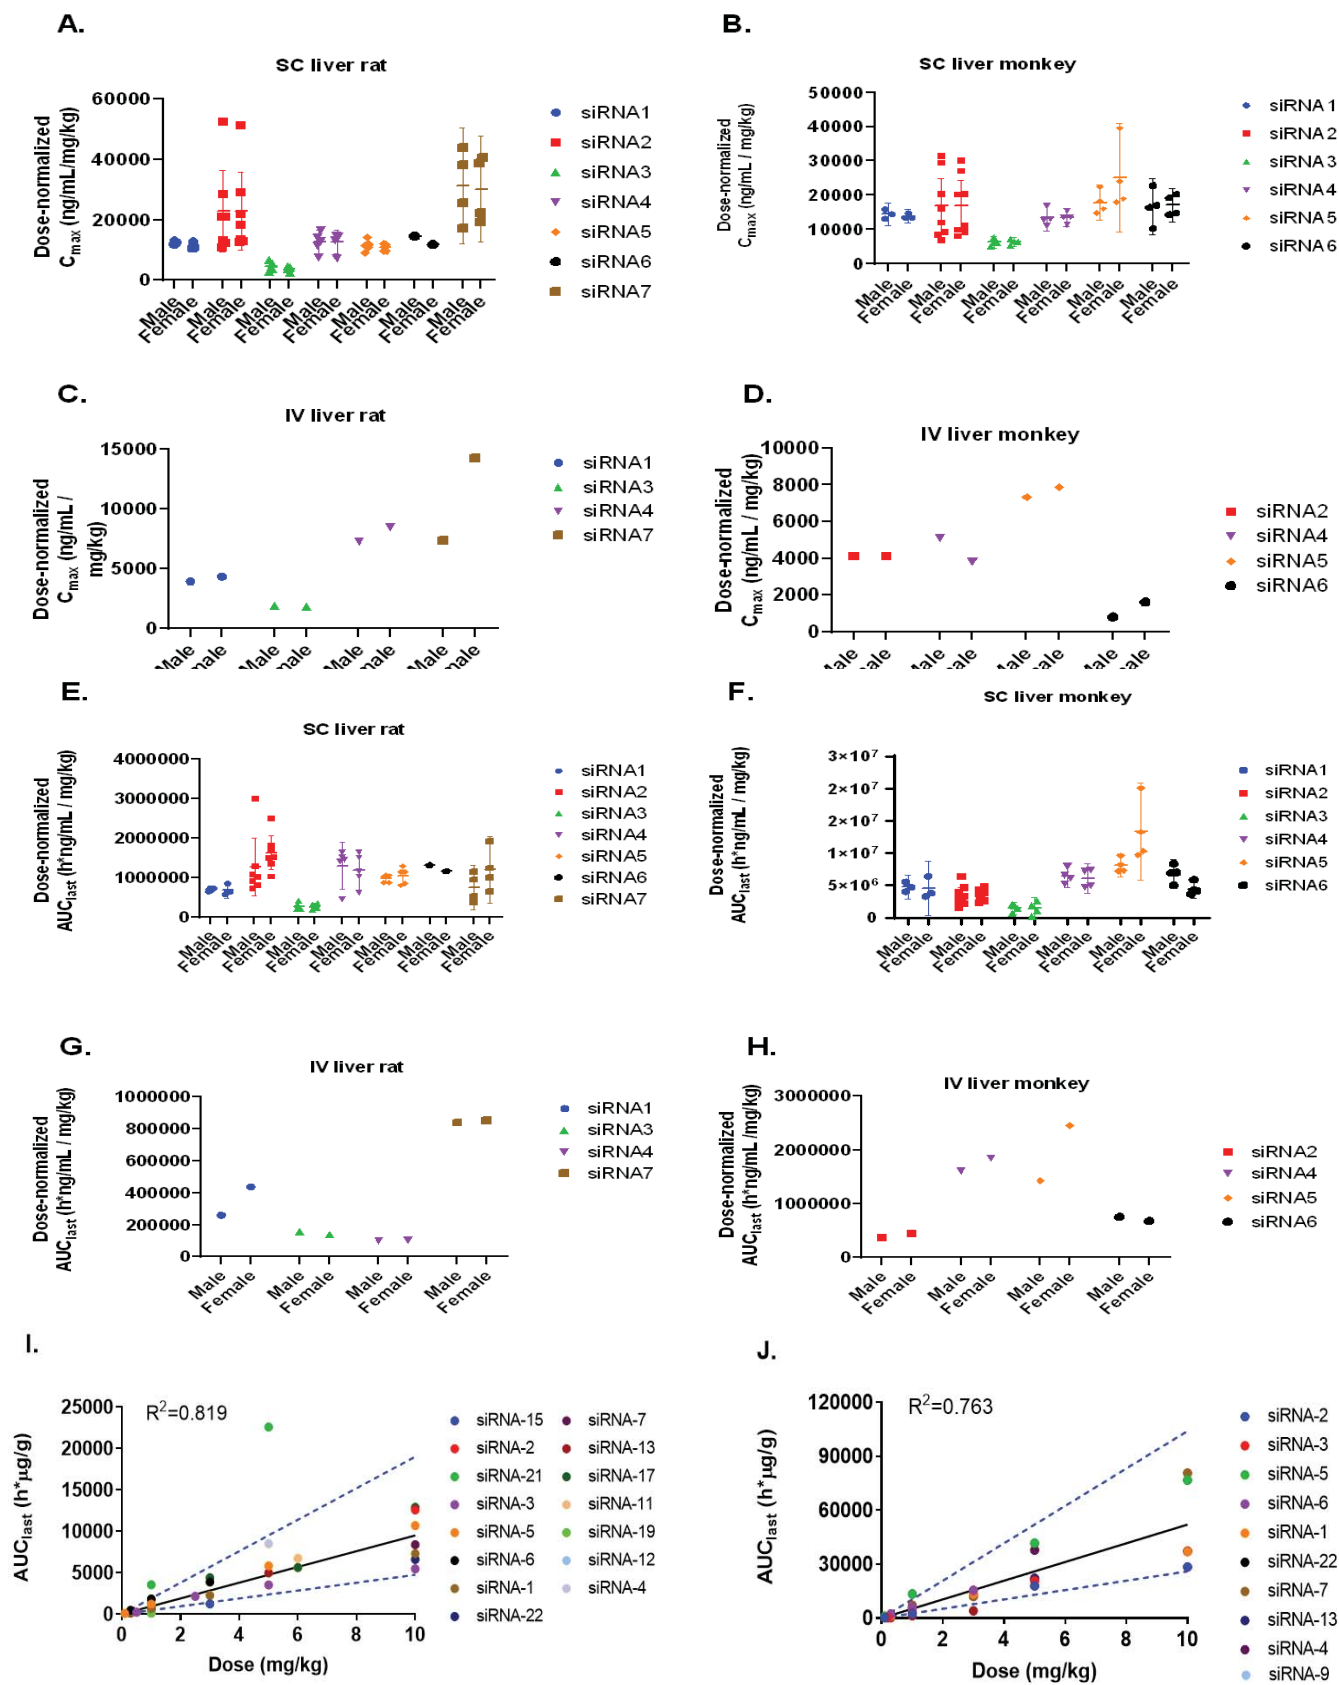 A.
SC liver rat
Dose-normalized
Cmax (ng/mL/mg/kg)
60000
40000
20000
0
Male
Female
Male
Female
Male
Female
Male
Female
Male
Female
Male
Female
Male
Female
siRNA1
siRNA2
siRNA3
siRNA4
siRNA5
siRNA6
siRNA7
B.
SC liver monkey
Dose-normalized
Cmax (ng/mL / mg/kg)
50000
40000
30000
20000
10000
0
Male
Female
Male
Female
Male
Female
Male
Female
Male
Female
Male
Female
siRNA 1
siRNA 2
siRNA 3
siRNA 4
siRNA 5
siRNA 6
C.
IV liver rat
Dose-normalized
Cmax (ng/mL /
mg/kg)
15000
10000
5000
0
Male
Male
Male
Male
siRNA1
siRNA3
siRNA4
siRNA7
D.
IV liver monkey
Dose-normalized
Cmax (ng/mL / mg/kg)
10000
8000
6000
4000
2000
0
Male
Male
Male
Male
siRNA2
siRNA4
siRNA5
siRNA6
E.
SC liver rat
Dose-normalized
AUClast (h*ng/mL / mg/kg)
4000000
3000000
2000000
1000000
0
Male
Female
Male
Female
Male
Female
Male
Female
Male
Female
Male
Female
Male
Female
siRNA1
siRNA2
siRNA3
siRNA4
siRNA5
siRNA6
siRNA7
F.
SC liver monkey
Dose-normalized
AUClast (h*ng/mL / mg/kg)
3×10⁷
2×10⁷
2×10⁷
1×10⁷
5×10⁶
0
Male
Female
Male
Female
Male
Female
Male
Female
Male
Female
Male
Female
siRNA1
siRNA2
siRNA3
siRNA4
siRNA5
siRNA6
G.
IV liver rat
Dose-normalized
AUClast (h*ng/mL / mg/kg)
1000000
800000
600000
400000
200000
0
Male
Female
Male
Female
Male
Female
Male
Female
siRNA1
siRNA3
siRNA4
siRNA7
H.
IV liver monkey
Dose-normalized
AUClast (h*ng/mL /mg/kg)
3000000
2000000
1000000
0
Male
Female
Male
Female
Male
Female
Male
Female
siRNA2
siRNA4
siRNA5
siRNA6
I.
R²=0.819
AUClast (h*µg/g)
25000
20000
15000
10000
5000
0
0 2 4 6 8 10
Dose (mg/kg)
siRNA-15
siRNA-2
siRNA-21
siRNA-3
siRNA-5
siRNA-6
siRNA-1
siRNA-22
siRNA-7
siRNA-13
siRNA-17
siRNA-11
siRNA-19
siRNA-12
siRNA-4
J.
R²=0.763
AUClast (h*µg/g)
120000
90000
60000
30000
0
0 2 4 6 8 10
Dose (mg/kg)
siRNA-2
siRNA-3
siRNA-5
siRNA-6
siRNA-1
siRNA-22
siRNA-7
siRNA-13
siRNA-4
siRNA-9